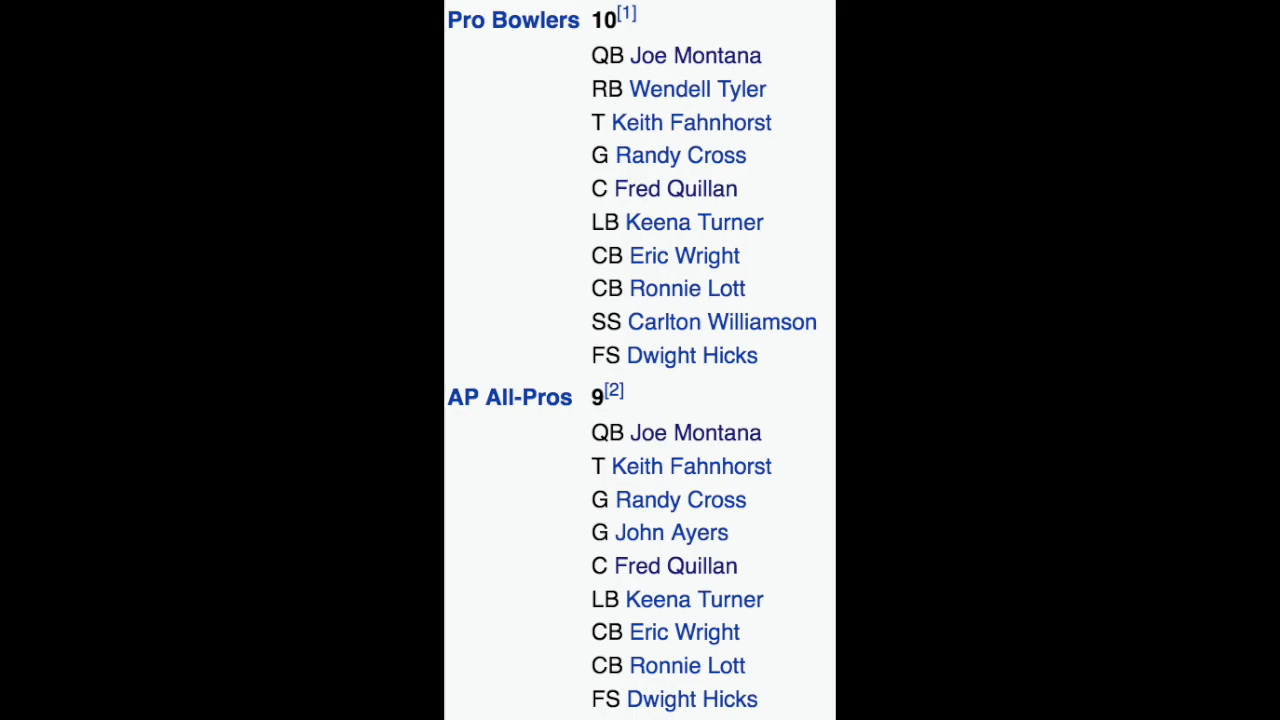 Pro Bowlers 10[1]
QB Joe Montana
RB Wendell Tyler
T Keith Fahnhorst
G Randy Cross
C Fred Quillan
LB Keena Turner
CB Eric Wright
CB Ronnie Lott
SS Carlton Williamson
FS Dwight Hicks
AP All-Pros 9[2]
QB Joe Montana
T Keith Fahnhorst
G Randy Cross
G John Ayers
C Fred Quillan
LB Keena Turner
CB Eric Wright
CB Ronnie Lott
FS Dwight Hicks